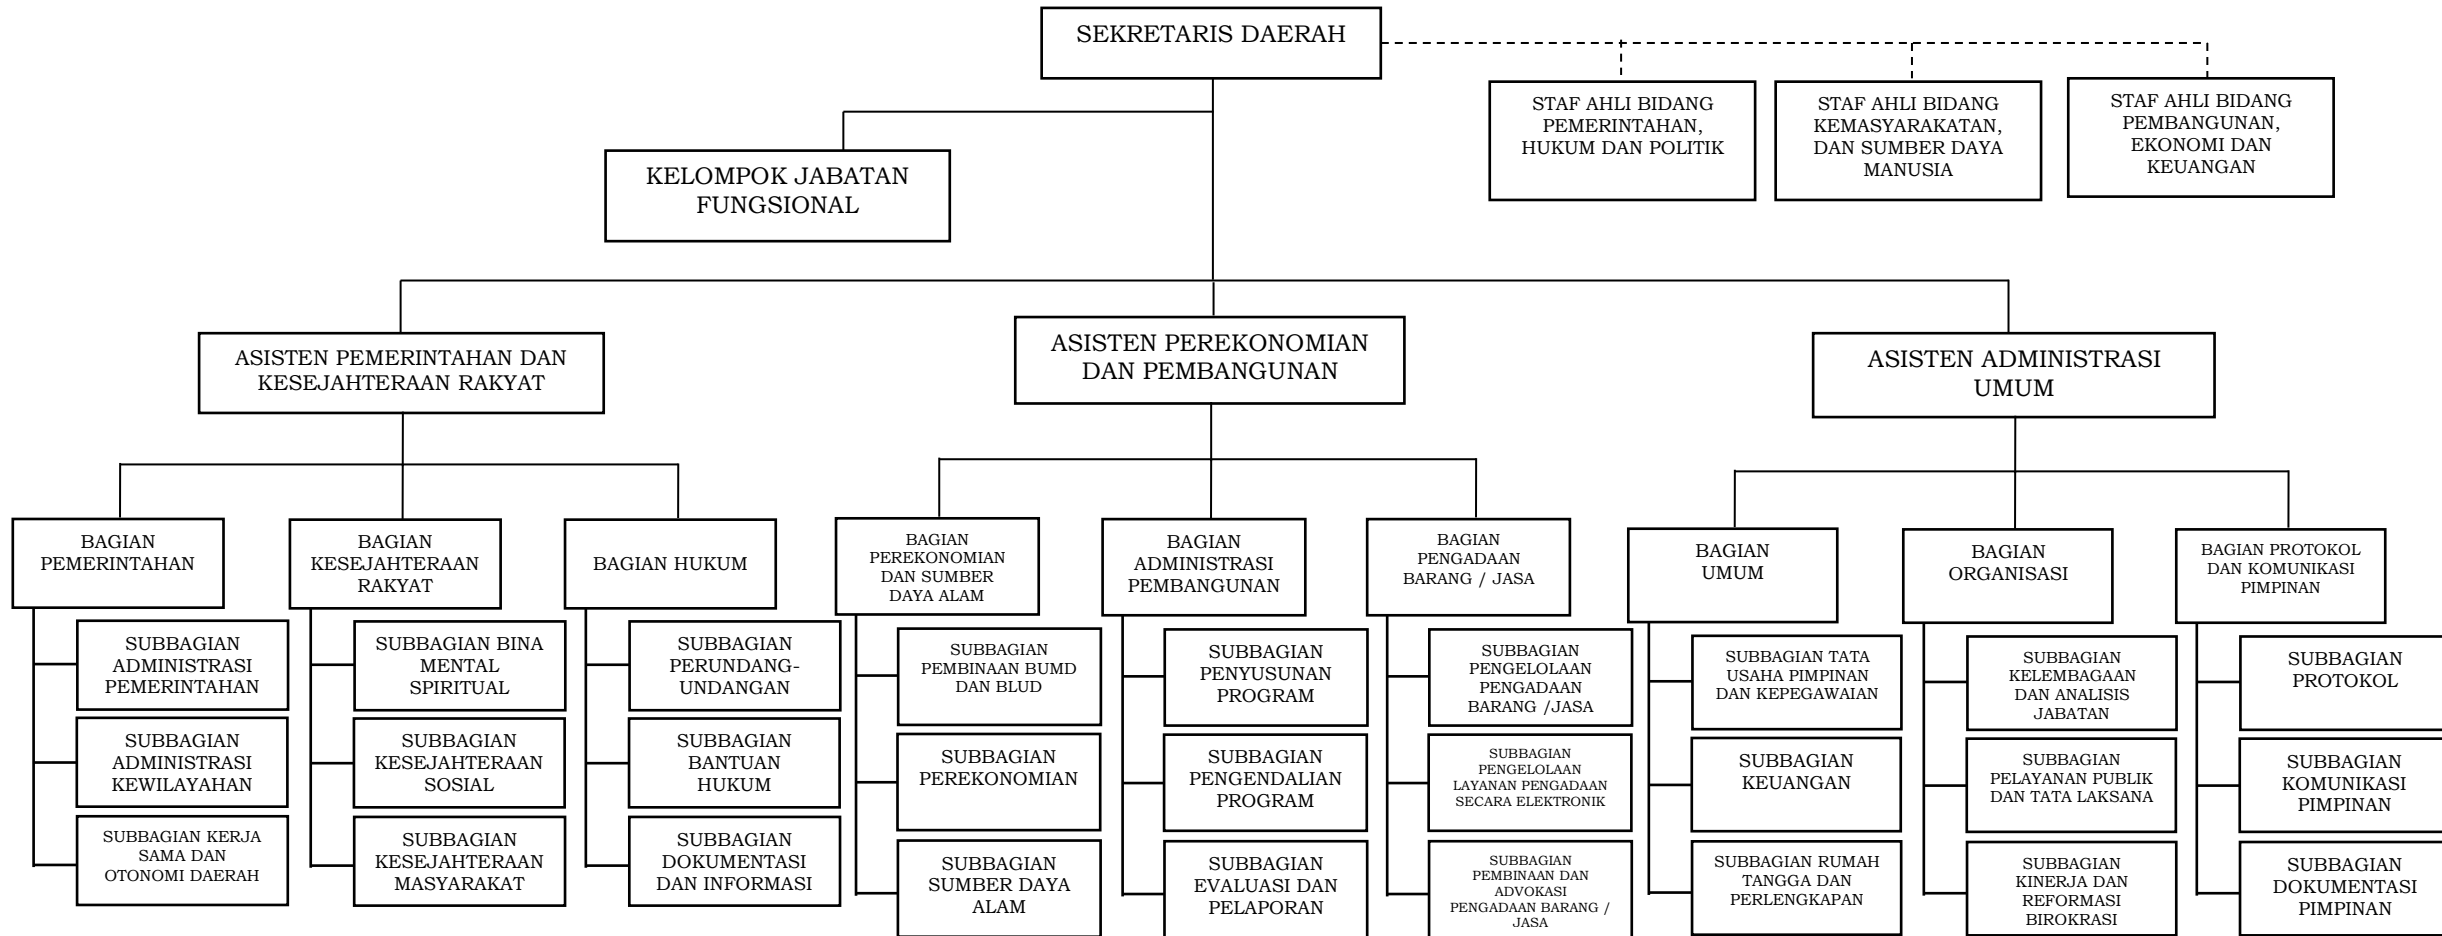 SEKRETARIS DAERAH
STAF AHLI BIDANG
PEMERINTAHAN,
HUKUM DAN POLITIK
STAF AHLI BIDANG
KEMASYARAKATAN,
DAN SUMBER DAYA
MANUSIA
STAF AHLI BIDANG
PEMBANGUNAN,
EKONOMI DAN
KEUANGAN
KELOMPOK JABATAN
FUNGSIONAL
ASISTEN PEMERINTAHAN DAN
KESEJAHTERAAN RAKYAT
ASISTEN PEREKONOMIAN
DAN PEMBANGUNAN
ASISTEN ADMINISTRASI
UMUM
BAGIAN
PEMERINTAHAN
SUBBAGIAN
ADMINISTRASI
PEMERINTAHAN
SUBBAGIAN
ADMINISTRASI
KEWILAYAHAN
SUBBAGIAN KERJA
SAMA DAN
OTONOMI DAERAH
BAGIAN
KESEJAHTERAAN
RAKYAT
SUBBAGIAN BINA
MENTAL
SPIRITUAL
SUBBAGIAN
KESEJAHTERAAN
SOSIAL
SUBBAGIAN
KESEJAHTERAAN
MASYARAKAT
BAGIAN HUKUM
SUBBAGIAN
PERUNDANG-
UNDANGAN
SUBBAGIAN
BANTUAN
HUKUM
SUBBAGIAN
DOKUMENTASI
DAN INFORMASI
BAGIAN
PEREKONOMIAN
DAN SUMBER
DAYA ALAM
SUBBAGIAN
PEMBINAAN BUMD
DAN BLUD
SUBBAGIAN
PEREKONOMIAN
SUBBAGIAN
SUMBER DAYA
ALAM
BAGIAN
ADMINISTRASI
PEMBANGUNAN
SUBBAGIAN
PENYUSUNAN
PROGRAM
SUBBAGIAN
PENGENDALIAN
PROGRAM
SUBBAGIAN
EVALUASI DAN
PELAPORAN
BAGIAN
PENGADAAN
BARANG / JASA
SUBBAGIAN
PENGELOLAAN
PENGADAAN
BARANG /JASA
SUBBAGIAN
PENGELOLAAN
LAYANAN PENGADAAN
SECARA ELEKTRONIK
SUBBAGIAN
PEMBINAAN DAN
ADVOKASI
PENGADAAN BARANG /
JASA
BAGIAN
UMUM
SUBBAGIAN TATA
USAHA PIMPINAN
DAN KEPEGAWAIAN
SUBBAGIAN
KEUANGAN
SUBBAGIAN RUMAH
TANGGA DAN
PERLENGKAPAN
BAGIAN
ORGANISASI
SUBBAGIAN
KELEMBAGAAN
DAN ANALISIS
JABATAN
SUBBAGIAN
PELAYANAN PUBLIK
DAN TATA LAKSANA
SUBBAGIAN
KINERJA DAN
REFORMASI
BIROKRASI
BAGIAN PROTOKOL
DAN KOMUNIKASI
PIMPINAN
SUBBAGIAN
PROTOKOL
SUBBAGIAN
KOMUNIKASI
PIMPINAN
SUBBAGIAN
DOKUMENTASI
PIMPINAN